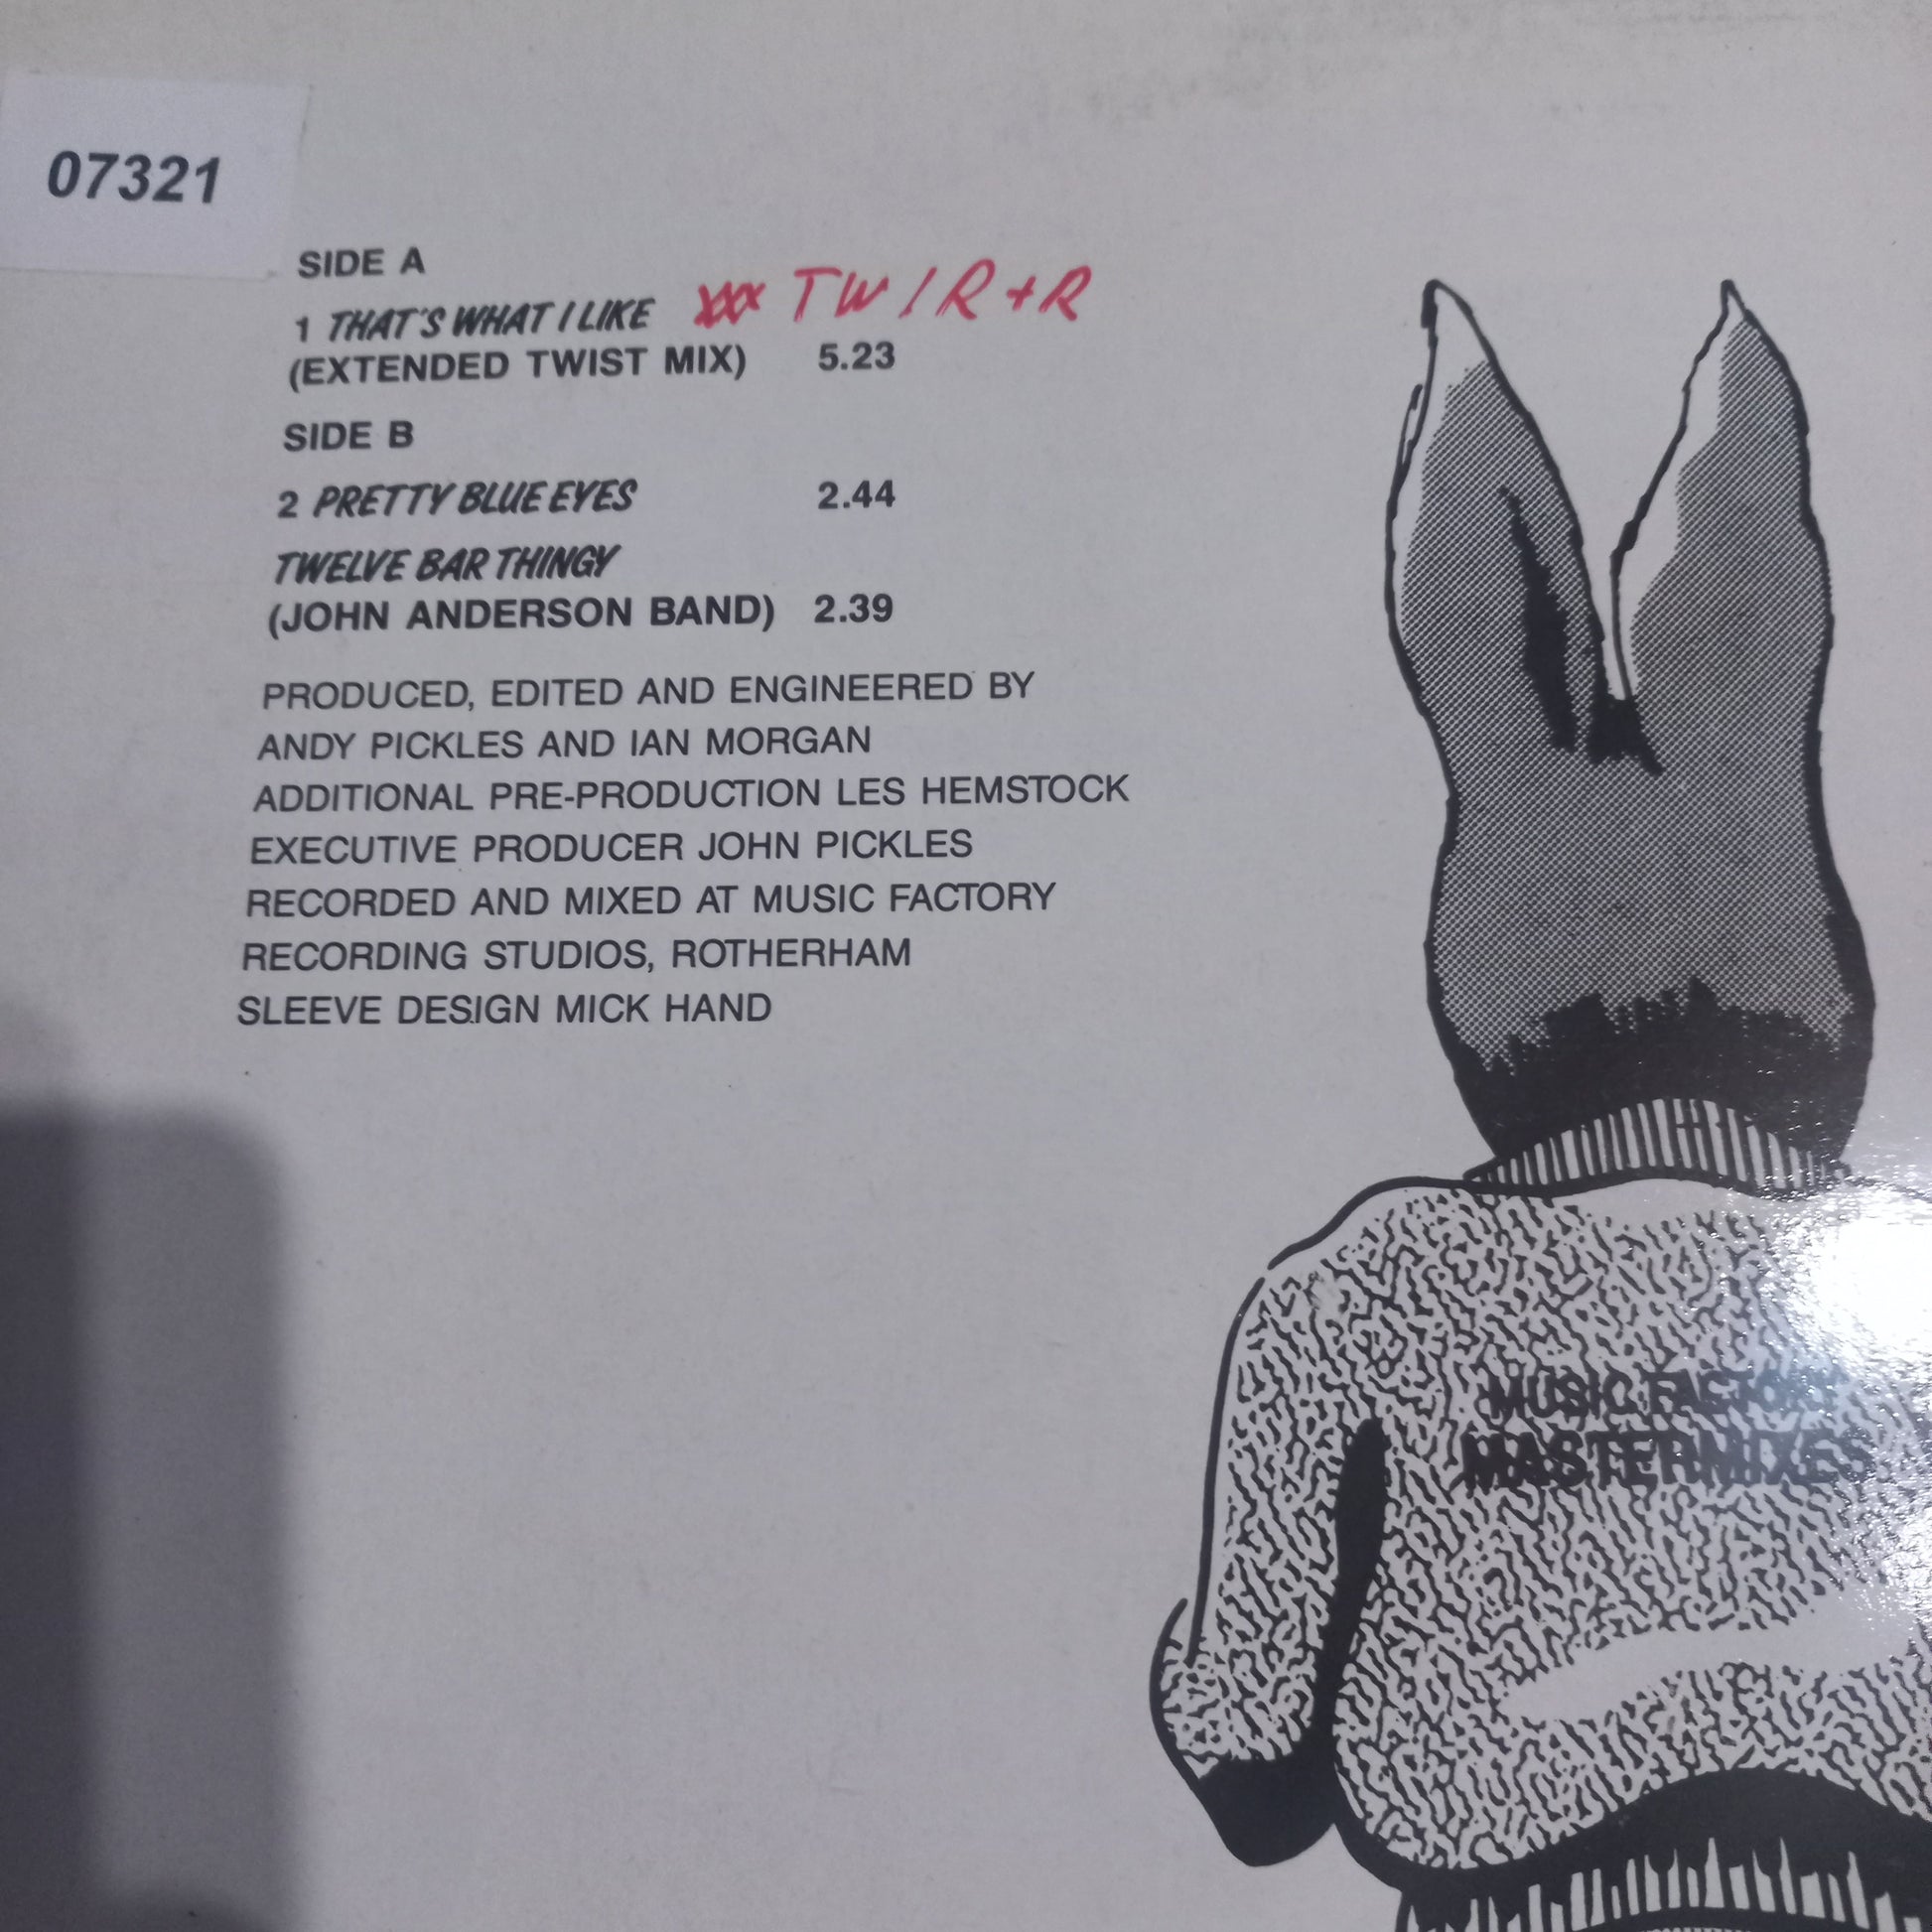 07321
SIDE A
1 THAT'S WHAT I LIKE xxx TW / R + R
(EXTENDED TWIST MIX) 5.23
SIDE B
2 PRETTY BLUE EYES 2.44
TWELVE BAR THINGY
(JOHN ANDERSON BAND) 2.39
PRODUCED, EDITED AND ENGINEERED BY
ANDY PICKLES AND IAN MORGAN
ADDITIONAL PRE-PRODUCTION LES HEMSTOCK
EXECUTIVE PRODUCER JOHN PICKLES
RECORDED AND MIXED AT MUSIC FACTORY
RECORDING STUDIOS, ROTHERHAM
SLEEVE DESIGN MICK HAND
MUSIC FACTORY
MASTERMIXES